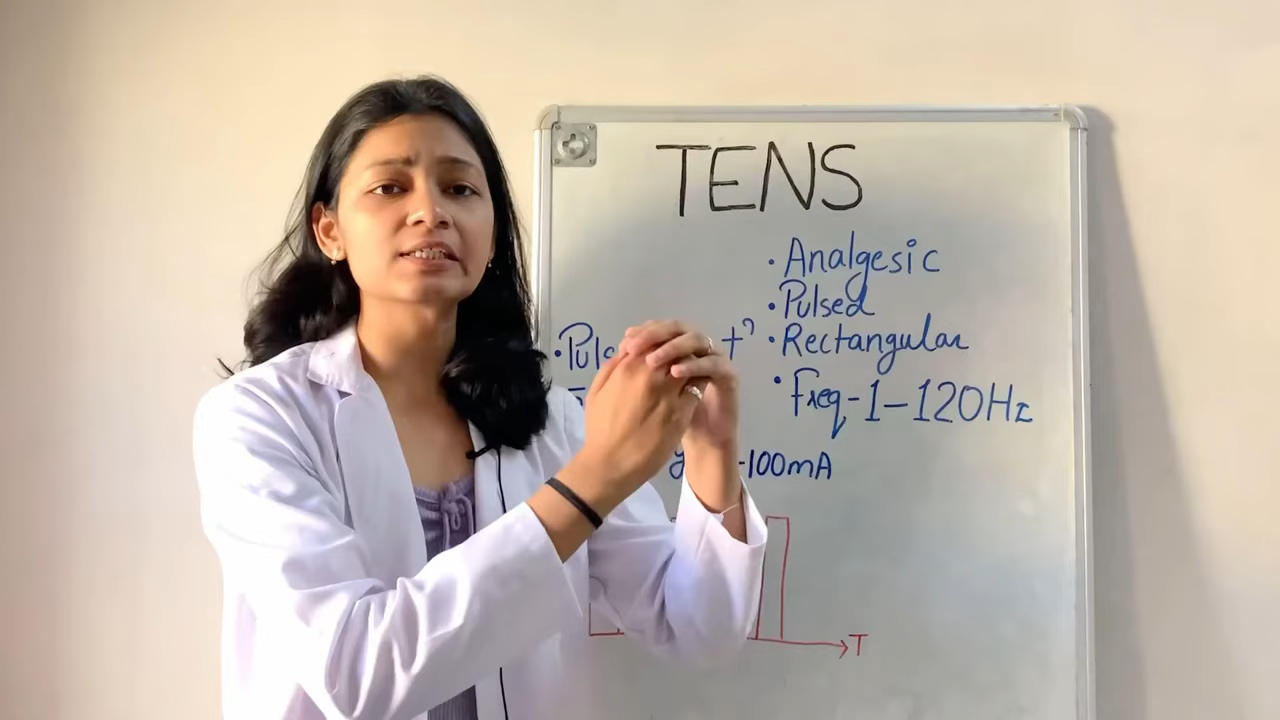 TENS
· Analgesic
· Pulsed
· Rectangular
· Freq-1-120Hz
-100mA
T